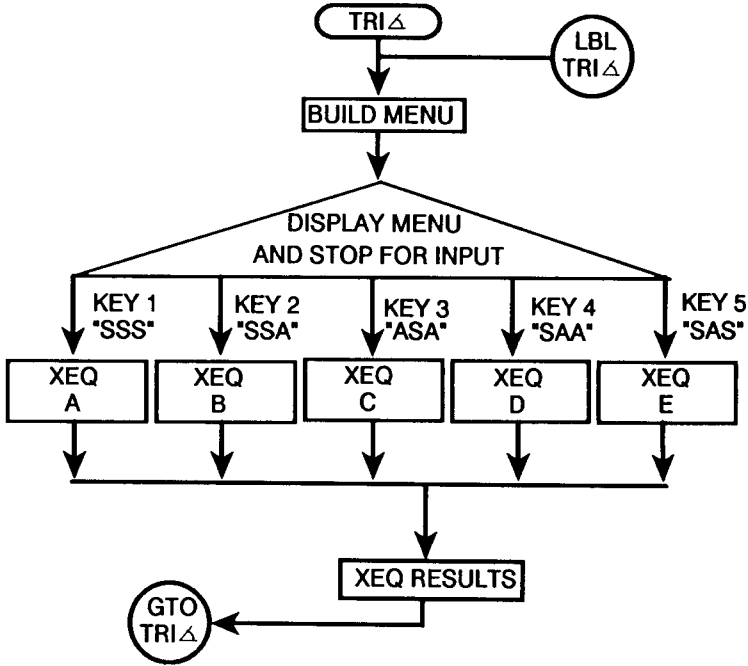 TRI∡
LBL
TRI∡
BUILD MENU
DISPLAY MENU
AND STOP FOR INPUT
KEY 1
"SSS"
KEY 2
"SSA"
KEY 3
"ASA"
KEY 4
"SAA"
KEY 5
"SAS"
XEQ
A
XEQ
B
XEQ
C
XEQ
D
XEQ
E
XEQ RESULTS
GTO
TRI∡